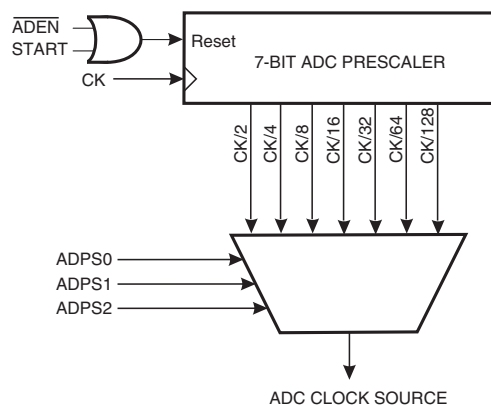 ADEN
START
Reset
7-BIT ADC PRESCALER
CK
CK/2
CK/4
CK/8
CK/16
CK/32
CK/64
CK/128
ADPS0
ADPS1
ADPS2
ADC CLOCK SOURCE